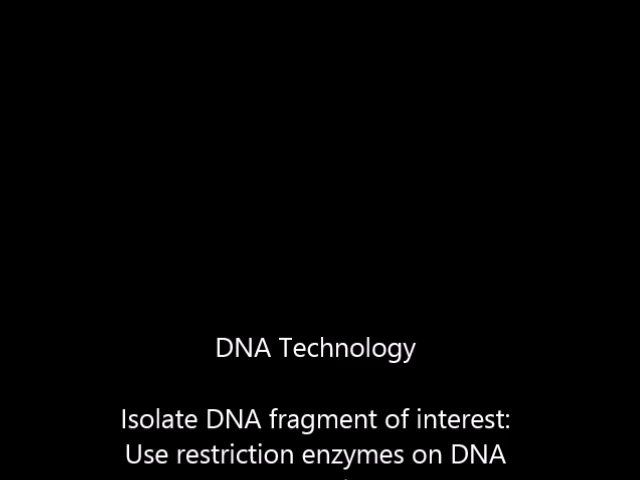 DNA Technology
Isolate DNA fragment of interest:
Use restriction enzymes on DNA